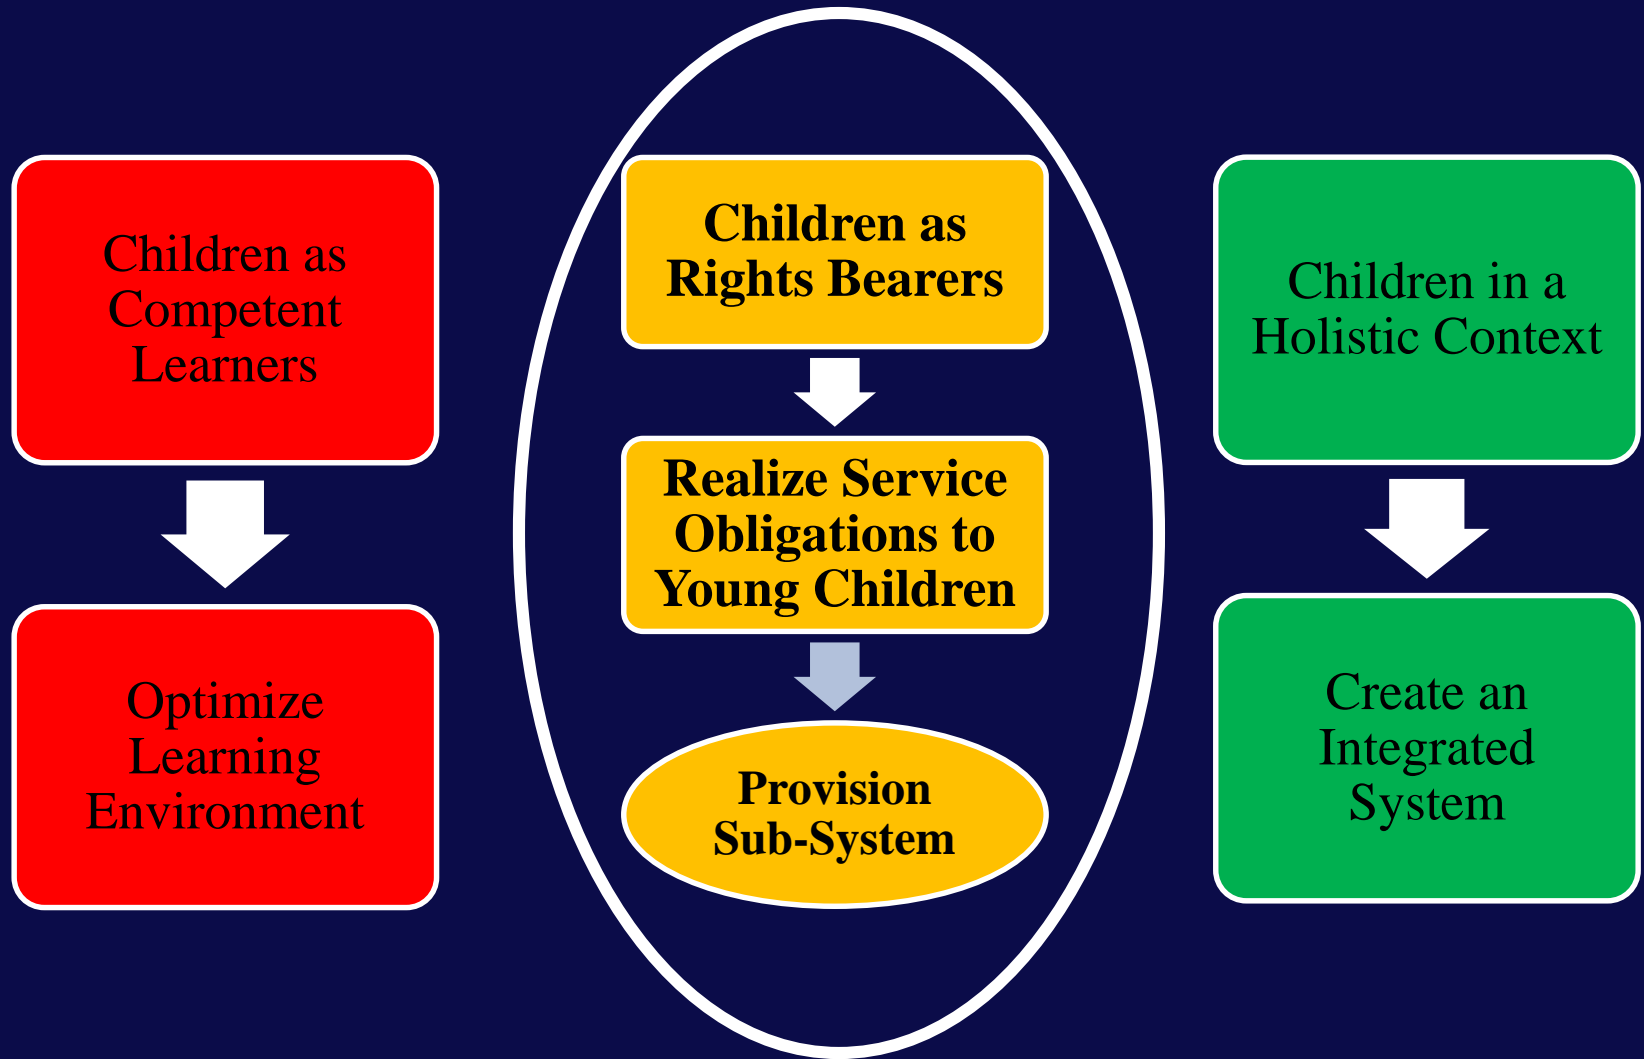 Children as
Competent
Learners
Optimize
Learning
Environment
Children as
Rights Bearers
Realize Service
Obligations to
Young Children
Provision
Sub-System
Children in a
Holistic Context
Create an
Integrated
System